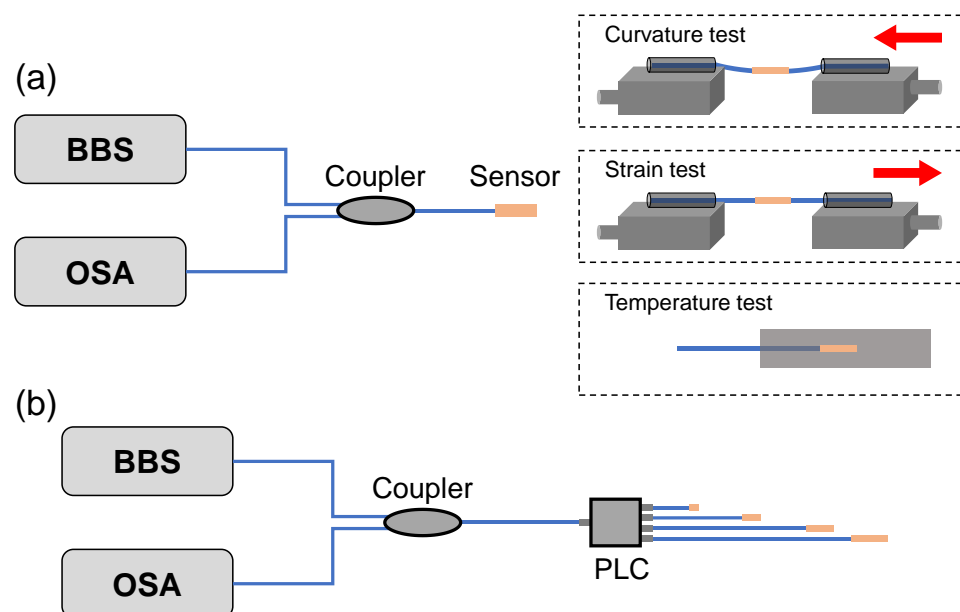 (a)
BBS
OSA
Coupler
Sensor
Curvature test
Strain test
Temperature test
(b)
BBS
OSA
Coupler
PLC